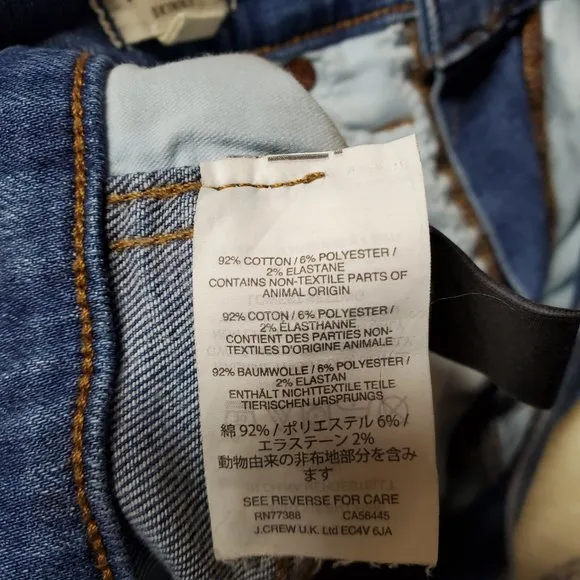 SKINNY
92% COTTON / 6% POLYESTER /
2% ELASTANE
CONTAINS NON-TEXTILE PARTS OF
ANIMAL ORIGIN
92% COTON / 6% POLYESTER /
2% ÉLASTHANNE
CONTIENT DES PARTIES NON-
TEXTILES D'ORIGINE ANIMALE
92% BAUMWOLLE / 6% POLYESTER /
2% ELASTAN
ENTHÄLT NICHTTEXTILE TEILE
TIERISCHEN URSPRUNGS
綿 92% / ポリエステル 6% /
エラステーン 2%
動物由来の非布地部分を含み
ます
SEE REVERSE FOR CARE
RN77388 CA56445
J.CREW U.K. Ltd EC4V 6JA